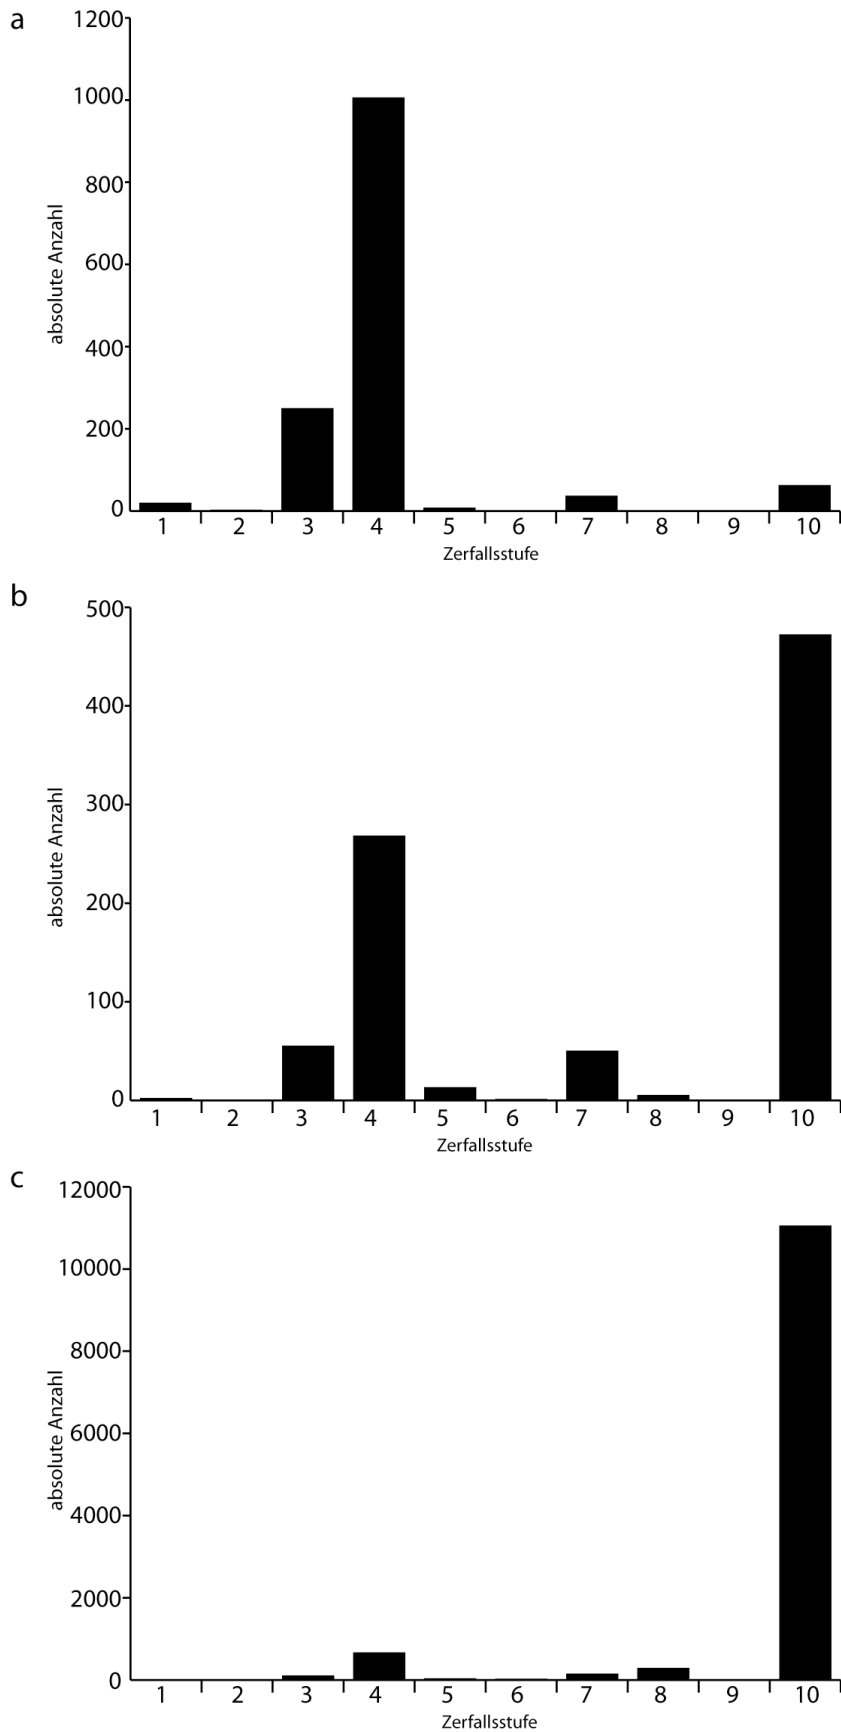 a
1200
1000
800
600
400
200
0
absolute Anzahl
1 2 3 4 5 6 7 8 9 10
Zerfallsstufe
b
500
400
300
200
100
0
absolute Anzahl
1 2 3 4 5 6 7 8 9 10
Zerfallsstufe
c
12000
10000
8000
6000
4000
2000
0
absolute Anzahl
1 2 3 4 5 6 7 8 9 10
Zerfallsstufe